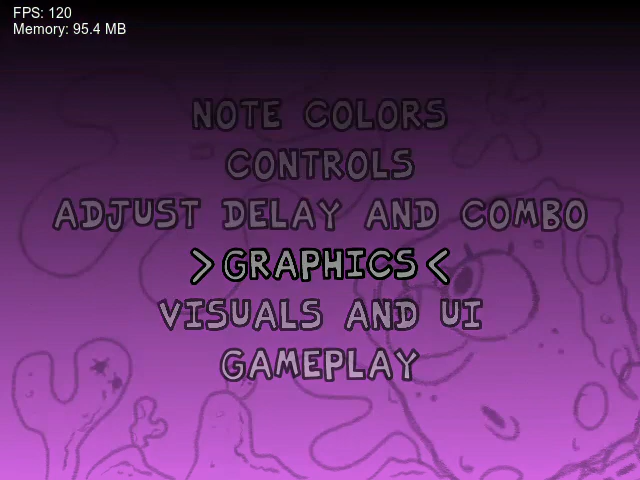 FPS: 120
Memory: 95.4 MB
NOTE COLORS
CONTROLS
ADJUST DELAY AND COMBO
>GRAPHICS<
VISUALS AND UI
GAMEPLAY